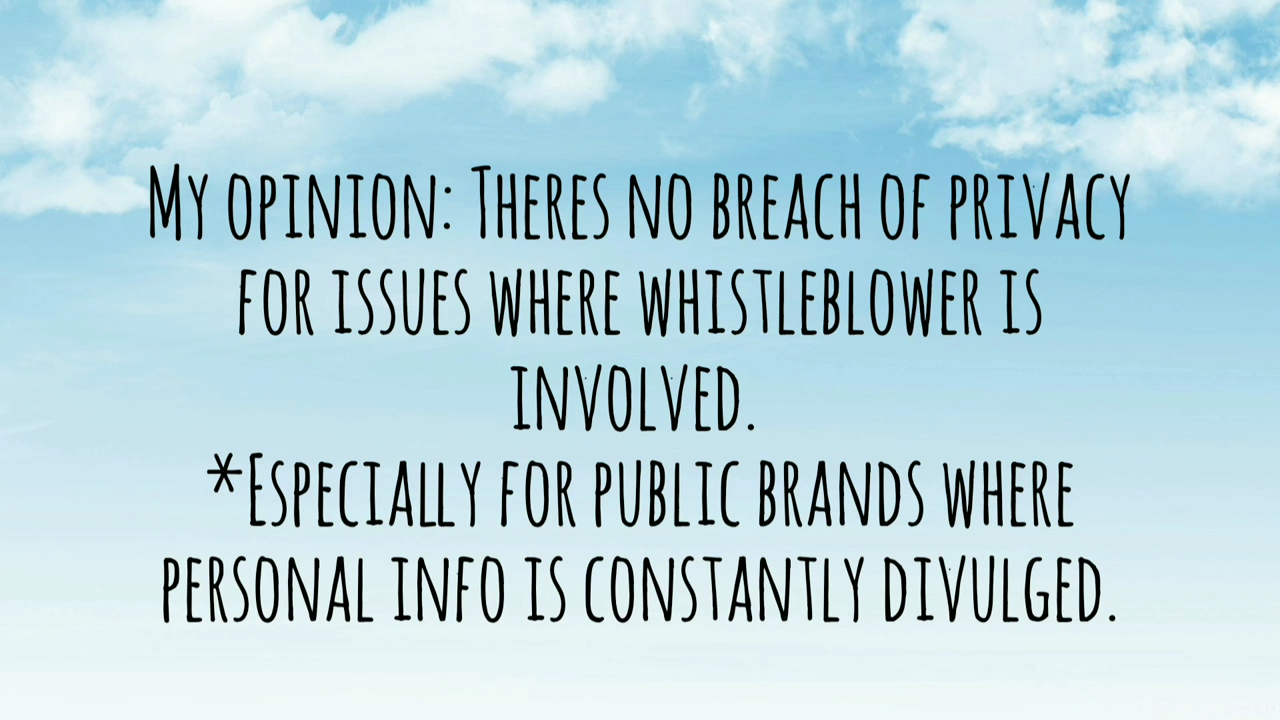 My opinion: Theres no breach of privacy
for issues where whistleblower is
involved.
*Especially for public brands where
personal info is constantly divulged.